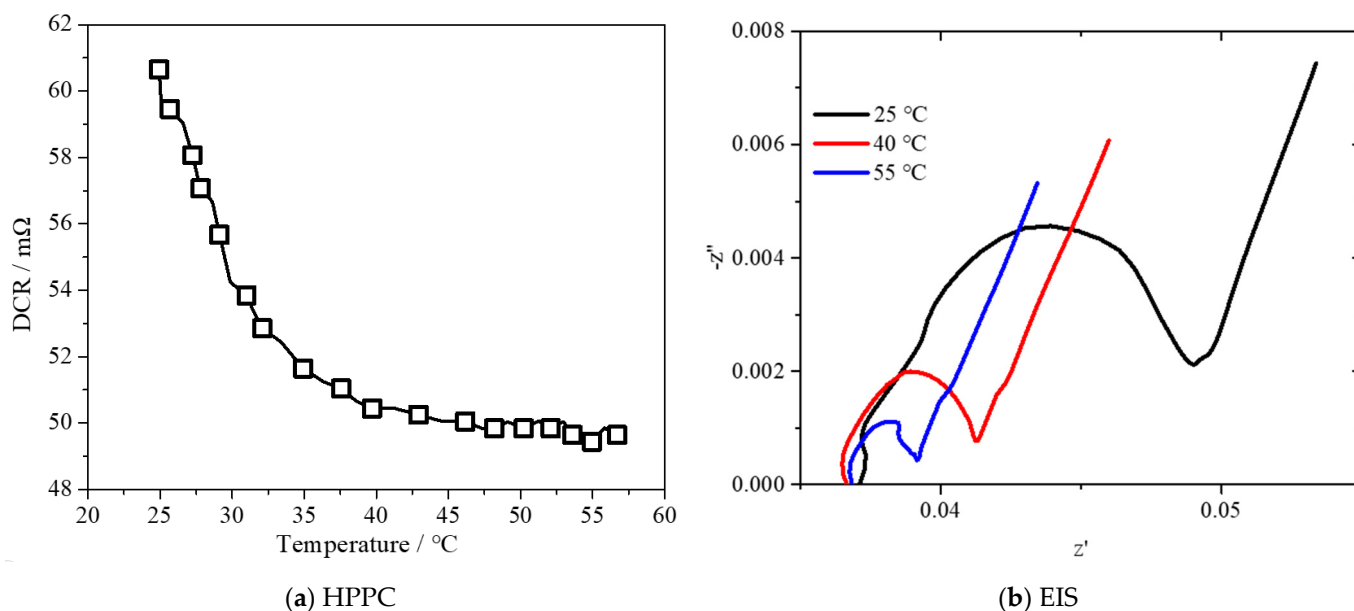 62
60
58
56
54
52
50
48
DCR / mΩ
20 25 30 35 40 45 50 55 60
Temperature / °C
(a) HPPC
0.008
0.006
0.004
0.002
0.000
-z''
25 °C
40 °C
55 °C
0.04 0.05
z'
(b) EIS